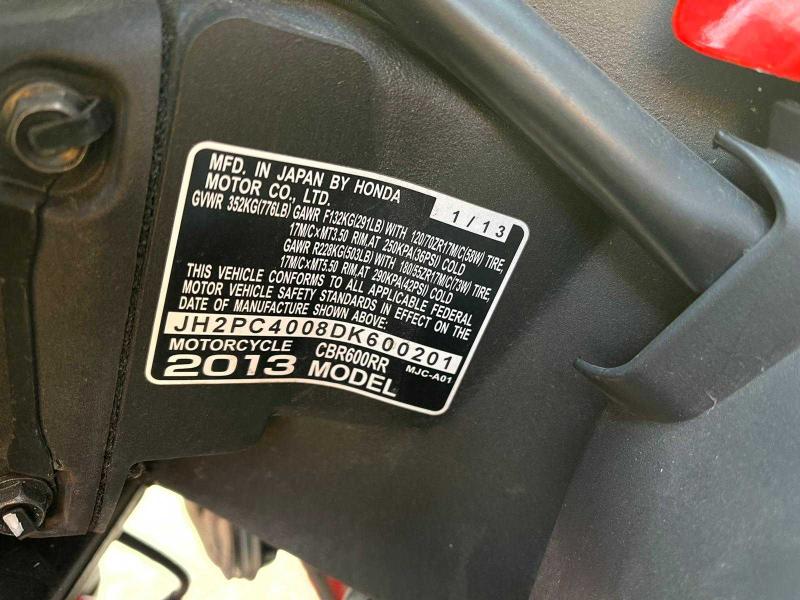 MFD. IN JAPAN BY HONDA
MOTOR CO., LTD. 1/13
GVWR 352KG(776LB) GAWR F132KG(291LB) WITH 120/70ZR17M/C(58W) TIRE,
17M/C×MT3.50 RIM,AT 250KPA(36PSI) COLD
GAWR R228KG(503LB) WITH 180/55ZR17M/C(73W) TIRE,
17M/C×MT5.50 RIM,AT 290KPA(42PSI) COLD
THIS VEHICLE CONFORMS TO ALL APPLICABLE FEDERAL
MOTOR VEHICLE SAFETY STANDARDS IN EFFECT ON THE
DATE OF MANUFACTURE SHOWN ABOVE:
JH2PC4008DK600201
MOTORCYCLE CBR600RR MJC-A01
2013 MODEL